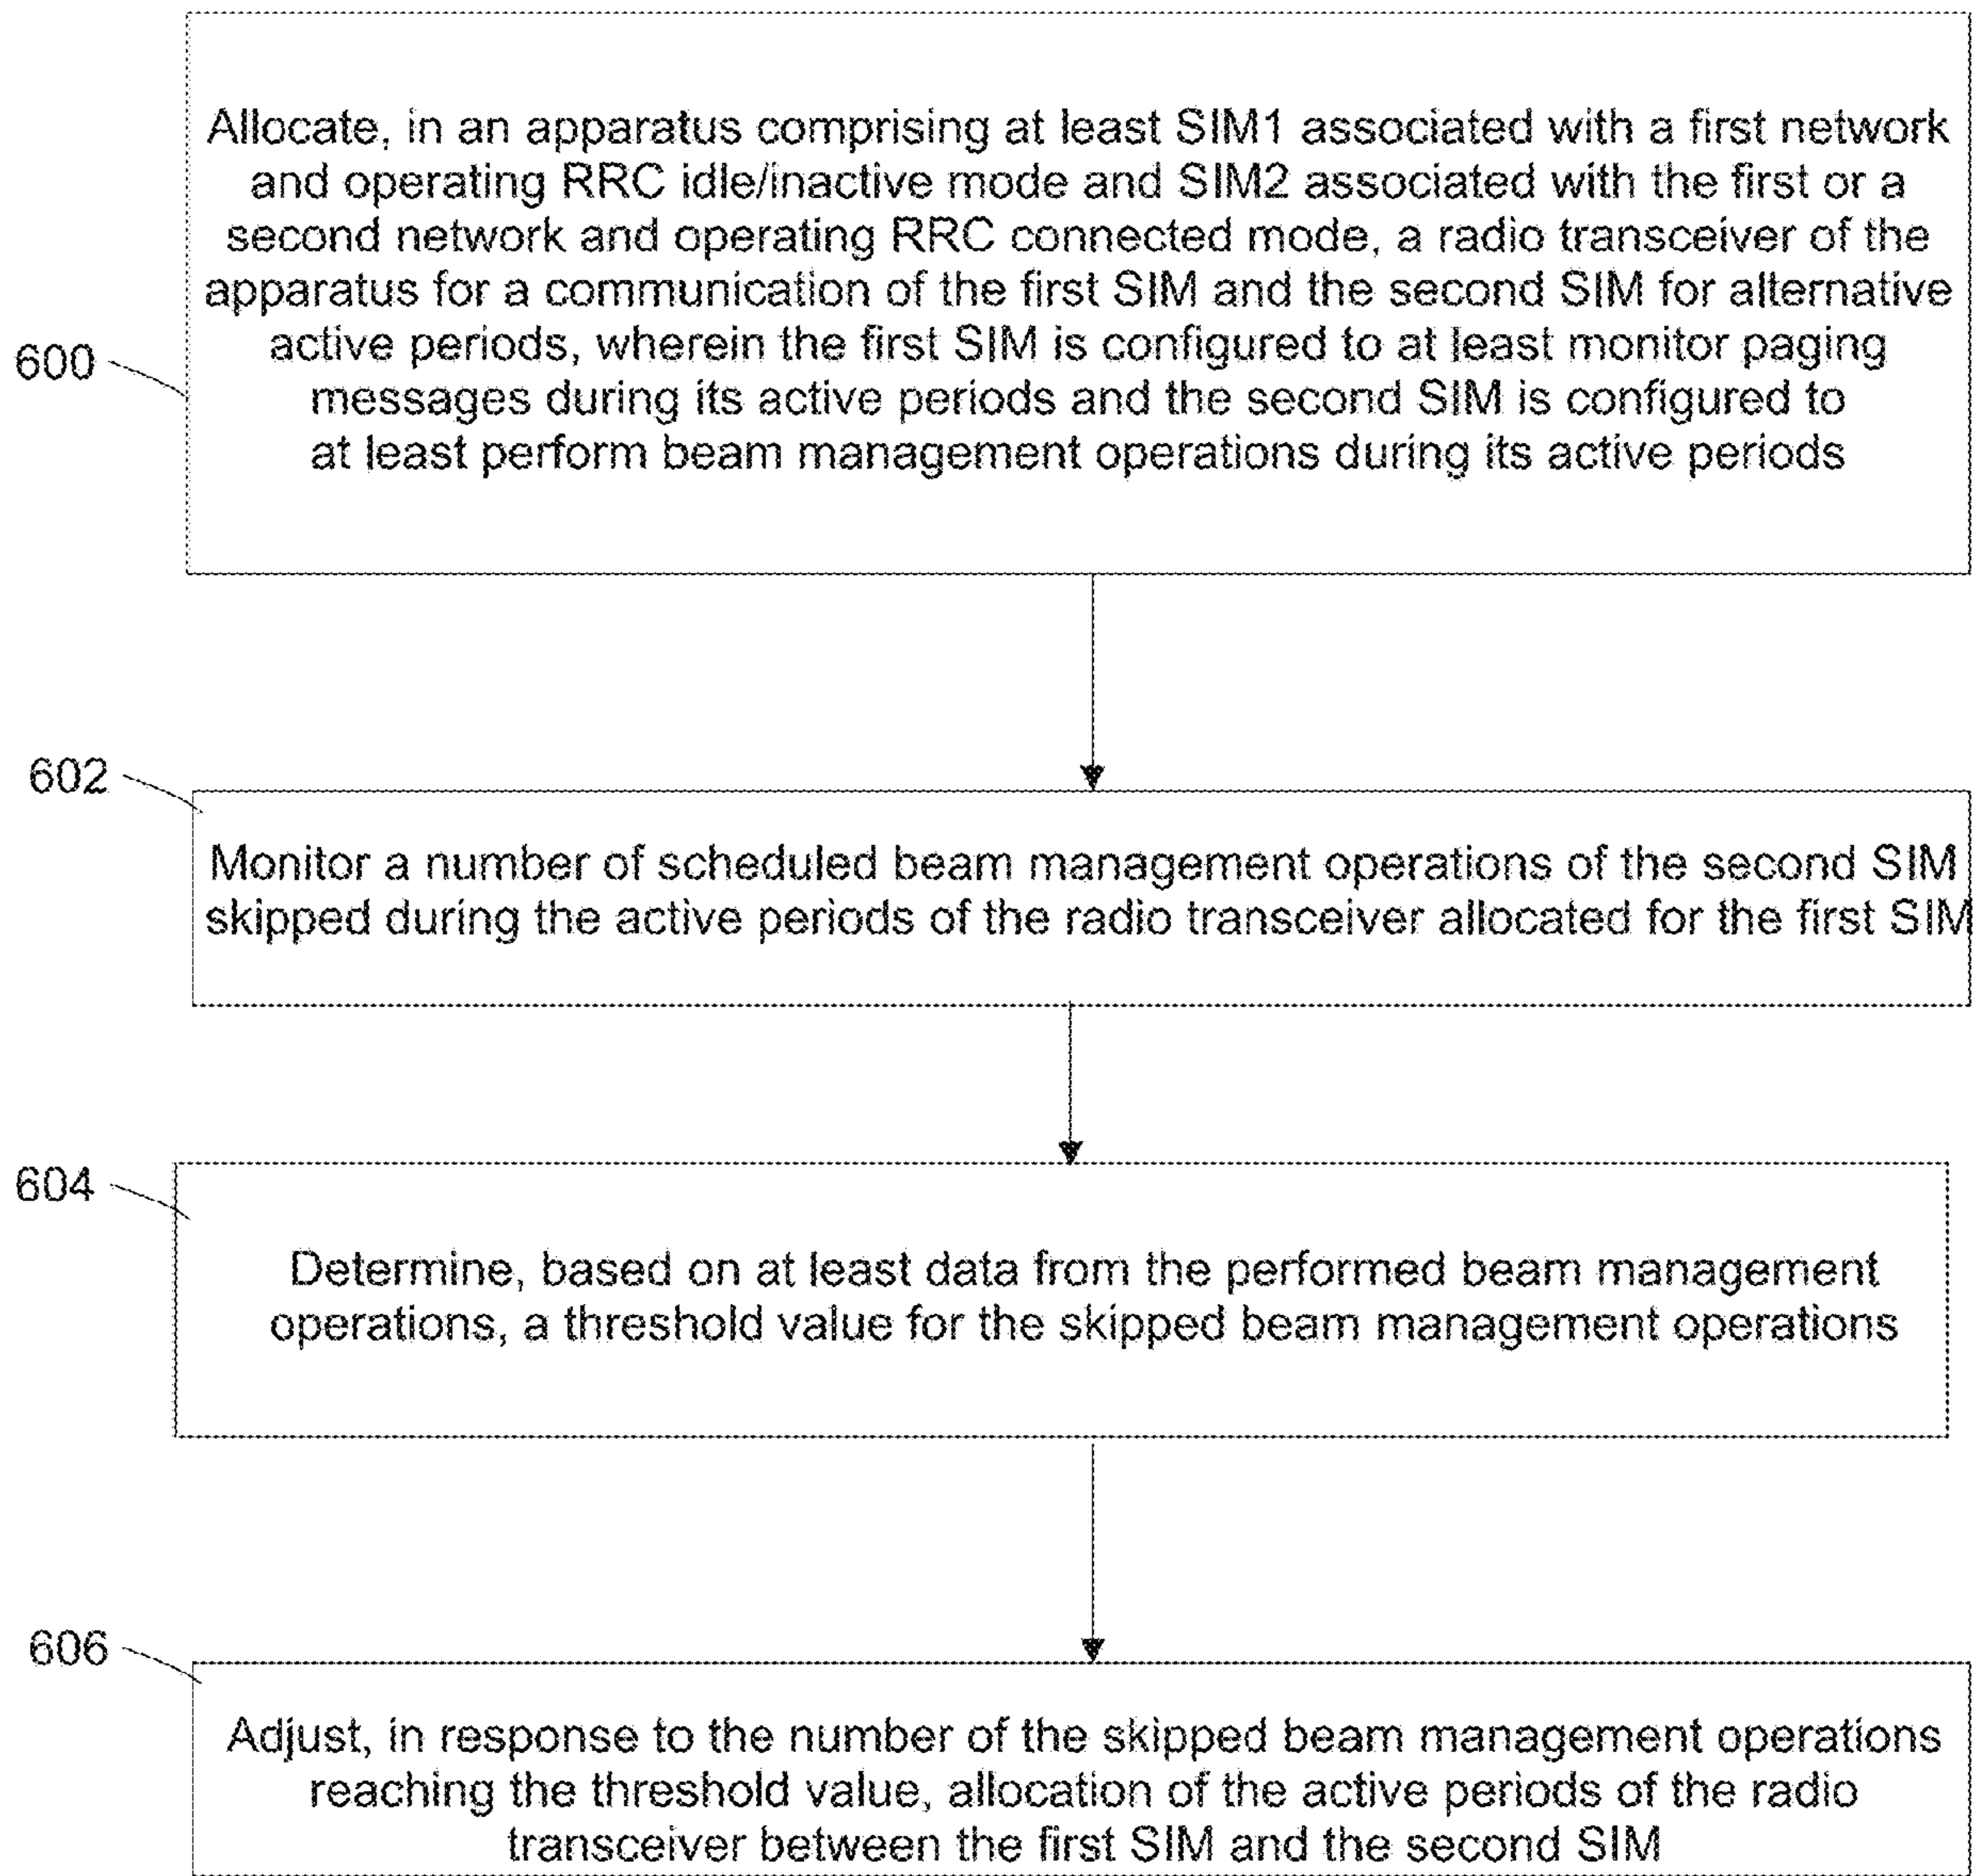 Allocate, in an apparatus comprising at least SIM1 associated with a first network
and operating RRC idle/inactive mode and SIM2 associated with the first or a
second network and operating RRC connected mode, a radio transceiver of the
apparatus for a communication of the first SIM and the second SIM for alternative
active periods, wherein the first SIM is configured to at least monitor paging
messages during its active periods and the second SIM is configured to
at least perform beam management operations during its active periods
600
602
Monitor a number of scheduled beam management operations of the second SIM
skipped during the active periods of the radio transceiver allocated for the first SIM
604
Determine, based on at least data from the performed beam management
operations, a threshold value for the skipped beam management operations
606
Adjust, in response to the number of the skipped beam management operations
reaching the threshold value, allocation of the active periods of the radio
transceiver between the first SIM and the second SIM